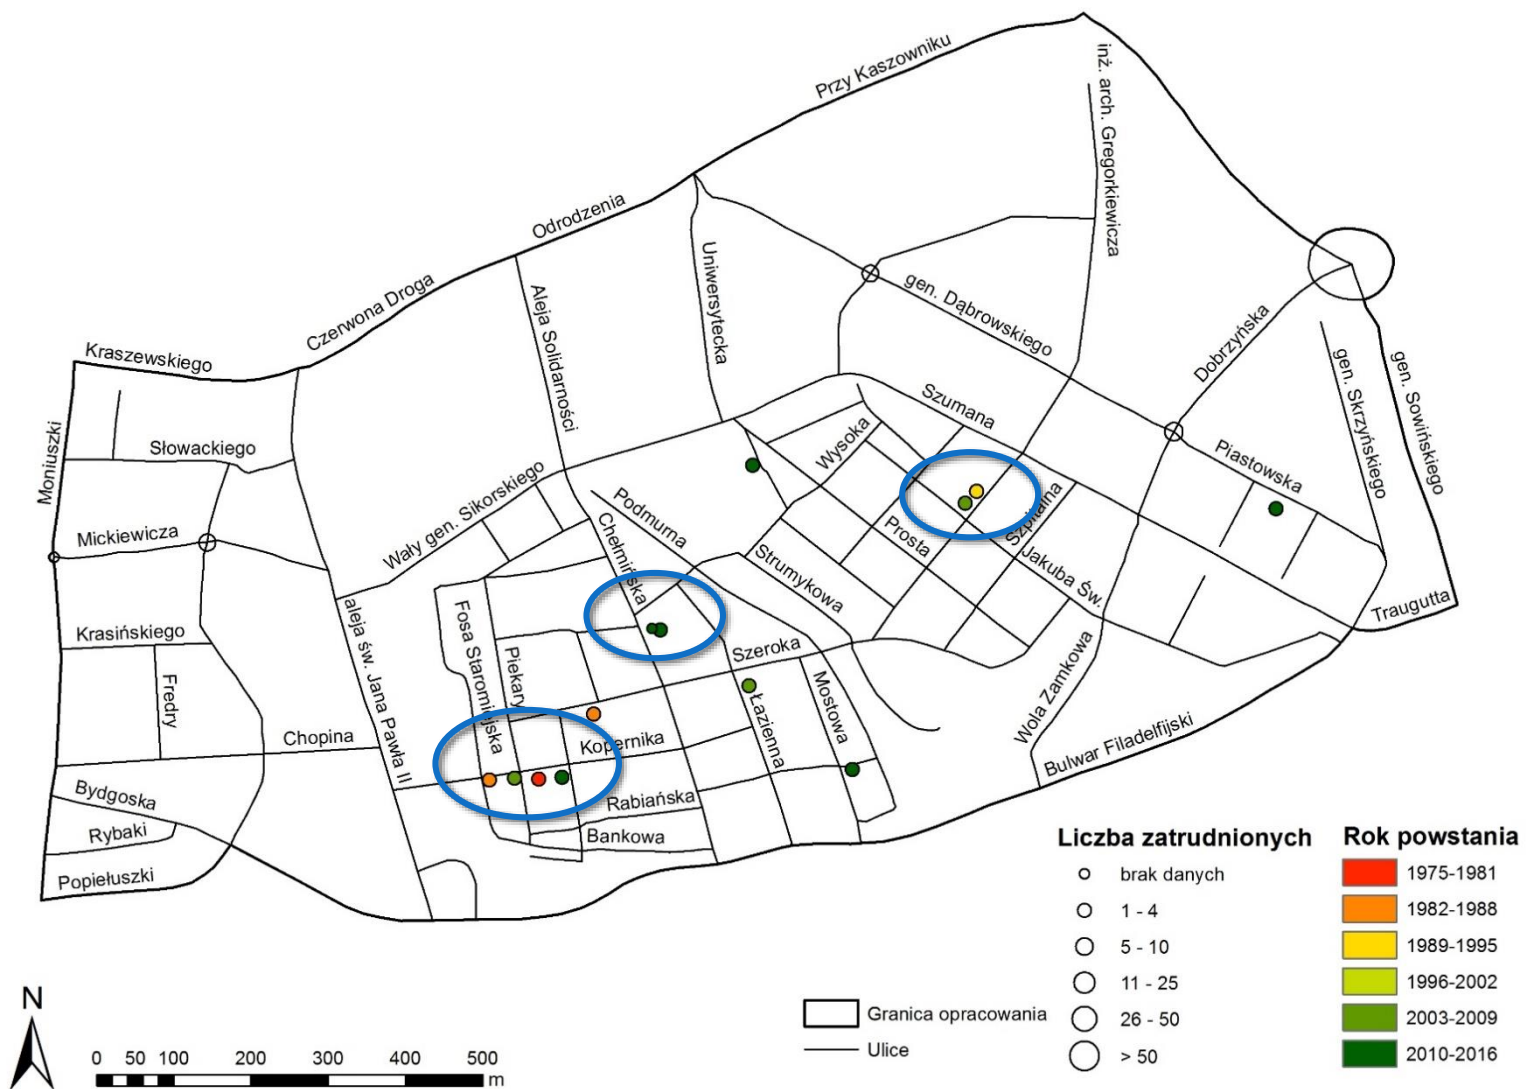 Przy Kaszowniku
inż. arch. Gregorkiewicza
Odrodzenia
Uniwersytecka
Czerwona Droga
Aleja Solidarności
gen. Dąbrowskiego
Dobrzyńska
Kraszewskiego
gen. Skrzyńskiego
gen. Sowińskiego
Szumana
Moniuszki
Słowackiego
Wysoka
Piastowska
Wały gen. Sikorskiego
Podmurna
Szpitalna
Mickiewicza
Chełmińska
Prosta
Jakuba Św.
Strumykowa
Traugutta
Krasińskiego
aleja św. Jana Pawła II
Fosa Staromiejska
Piekary
Szeroka
Fredry
Łazienna
Mostowa
Wola Zamkowa
Chopina
Kopernika
Bulwar Filadelfijski
Bydgoska
Rabiańska
Rybaki
Bankowa
Popiełuszki
Liczba zatrudnionych
brak danych
1 - 4
5 - 10
11 - 25
26 - 50
> 50
Rok powstania
1975-1981
1982-1988
1989-1995
1996-2002
2003-2009
2010-2016
Granica opracowania
Ulice
N
0 50 100 200 300 400 500
m